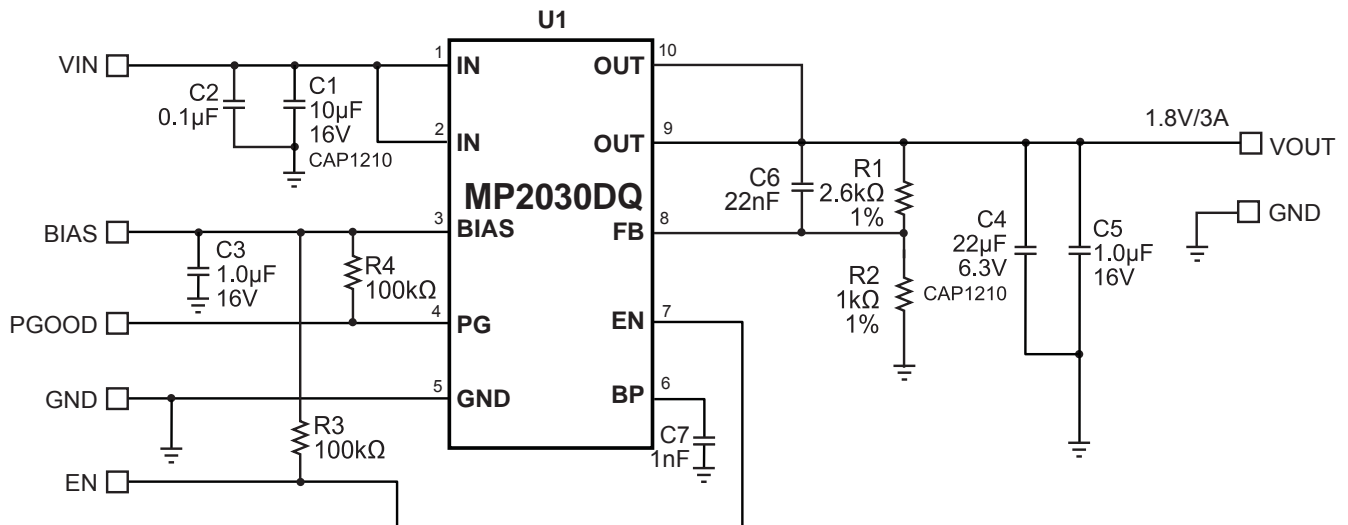 U1
VIN
1
IN
OUT
10
C2
0.1µF
C1
10µF
16V
CAP1210
2
IN
OUT
9
1.8V/3A
VOUT
MP2030DQ
C6
22nF
R1
2.6kΩ
1%
BIAS
3
BIAS
FB
8
GND
C3
1.0µF
16V
R4
100kΩ
R2
1kΩ
1%
C4
22µF
6.3V
CAP1210
C5
1.0µF
16V
PGOOD
4
PG
EN
7
GND
5
GND
BP
6
R3
100kΩ
C7
1nF
EN